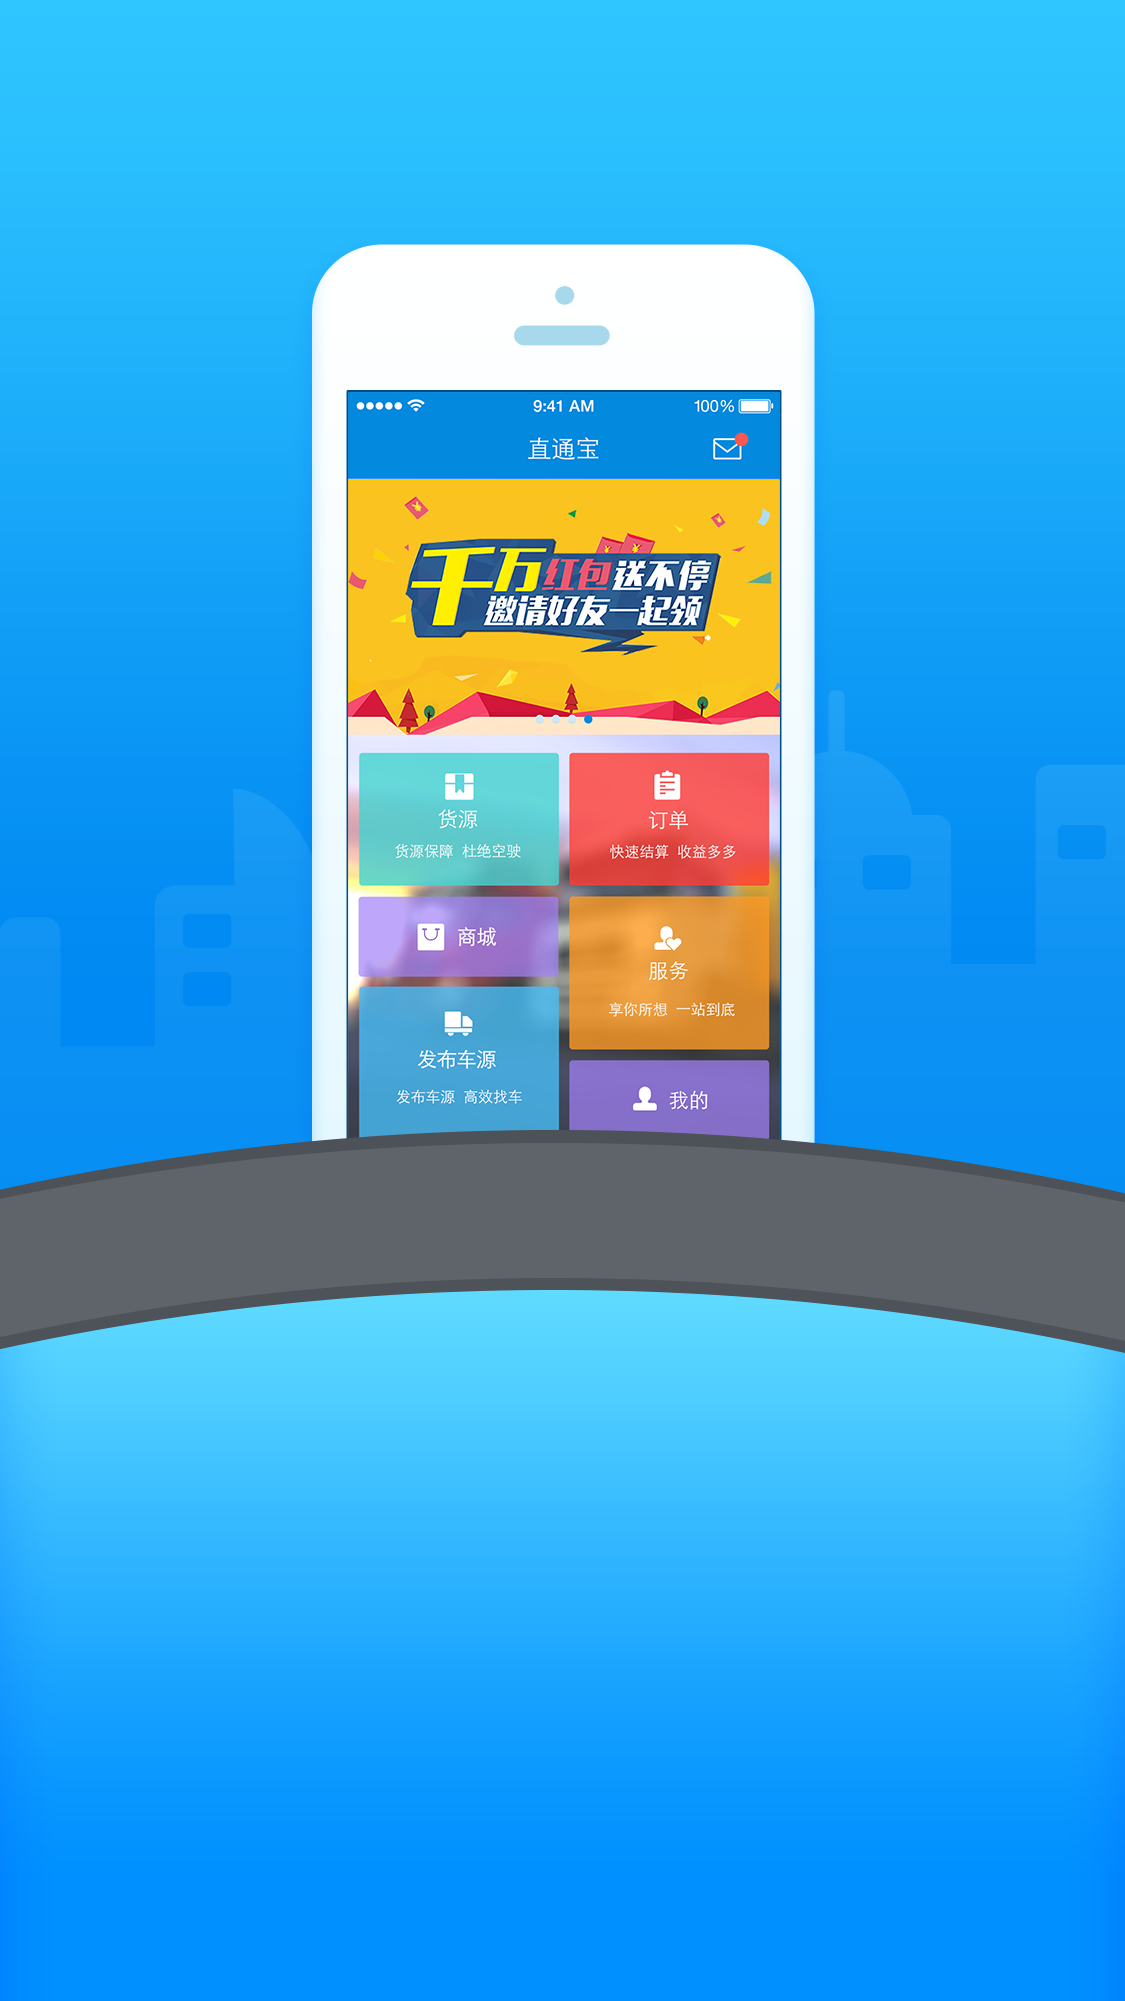 9:41 AM
100%
直通宝
千万红包送不停
邀请好友一起领
货源
货源保障 杜绝空驶
订单
快速结算 收益多多
商城
服务
享你所想 一站到底
发布车源
发布车源 高效找车
我的